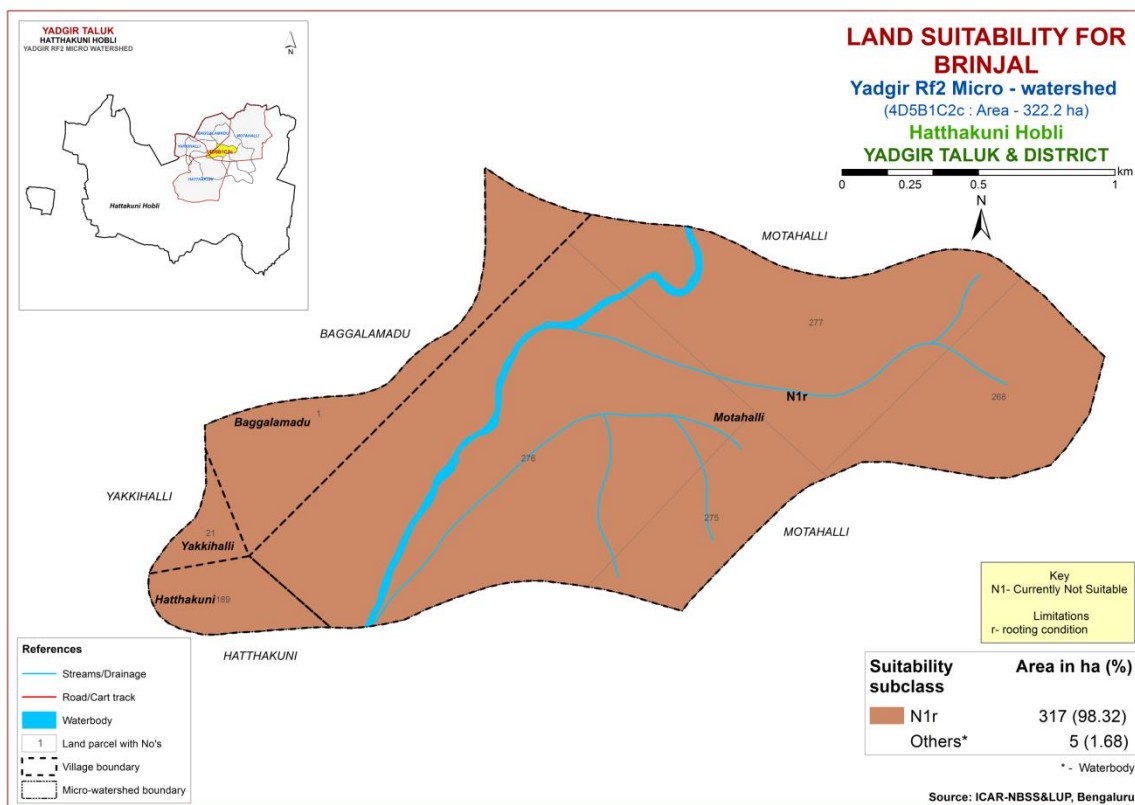 YADGIR TALUK
HATTHAKUNI HOBLI
YADGIR RF2 MICRO WATERSHED
N
BAGGALAMADU
MOTAHALLI
HATTHAKUNI
Hattakuni Hobli
LAND SUITABILITY FOR
BRINJAL
Yadgir Rf2 Micro - watershed
(4D5B1C2c : Area - 322.2 ha)
Hatthakuni Hobli
YADGIR TALUK & DISTRICT
km
0 0.25 0.5 1
N
MOTAHALLI
277
BAGGALAMADU
N1r
268
1
Motahalli
Baggalamadu
276
YAKKIHALLI
275
21
MOTAHALLI
Yakkihalli
Hatthakuni 189
HATTHAKUNI
Key
N1- Currently Not Suitable
Limitations
r- rooting condition
References
Streams/Drainage
Road/Cart track
Waterbody
1 Land parcel with No's
Village boundary
Micro-watershed boundary
Suitability Area in ha (%)
subclass
N1r 317 (98.32)
Others* 5 (1.68)
* - Waterbody
Source: ICAR-NBSS&LUP, Bengaluru